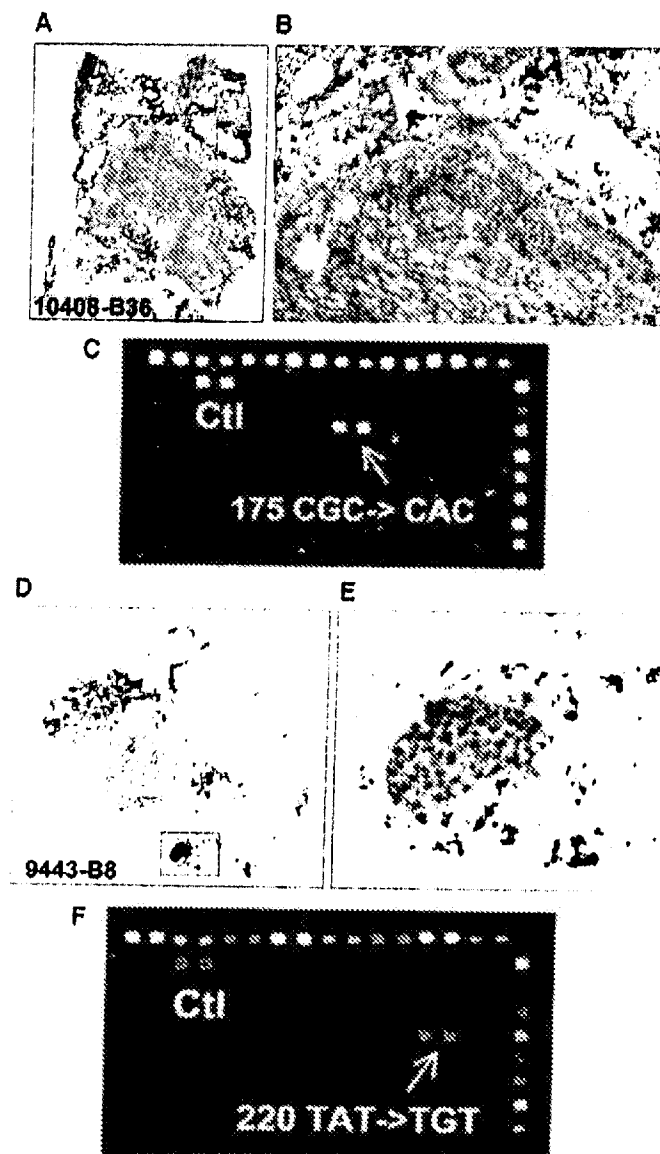 A
B
10408-B36
C
Ctl
175 CGC-> CAC
D
E
9443-B8
F
Ctl
220 TAT->TGT